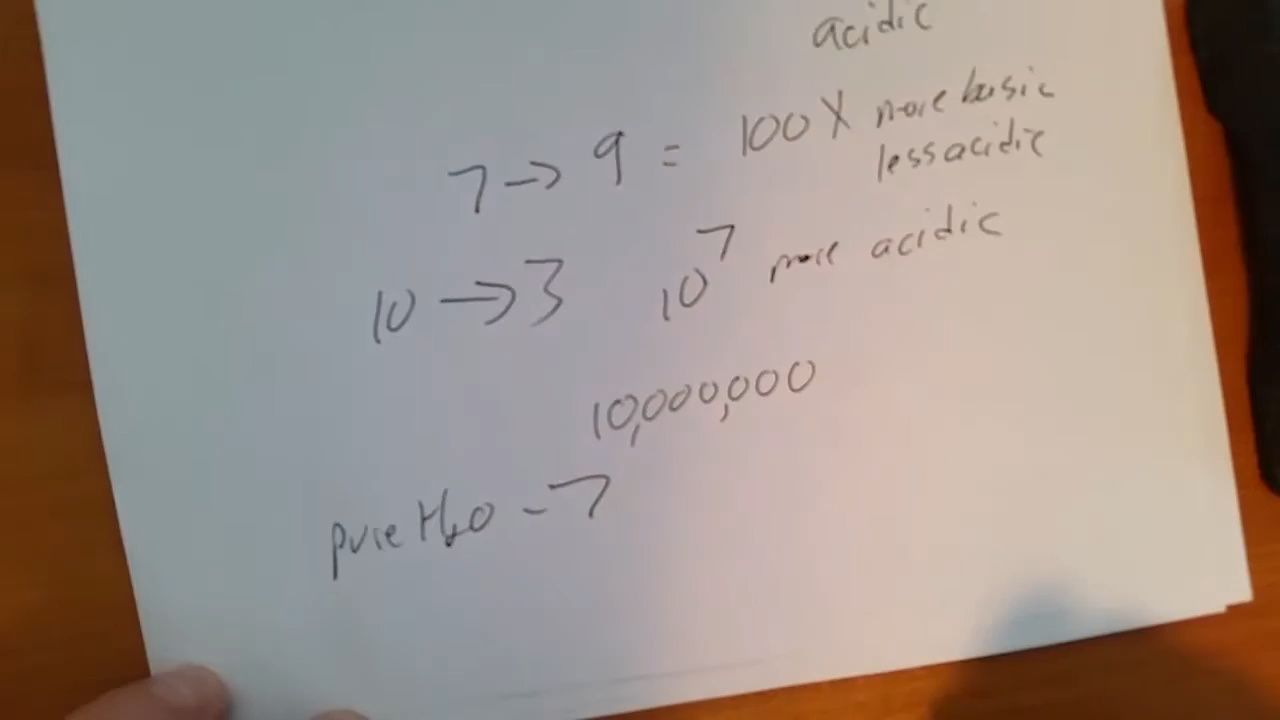 acidic
7 → 9 = 100 X more basic
less acidic
10 → 3 10⁷ more acidic
10,000,000
pure H₂O - 7